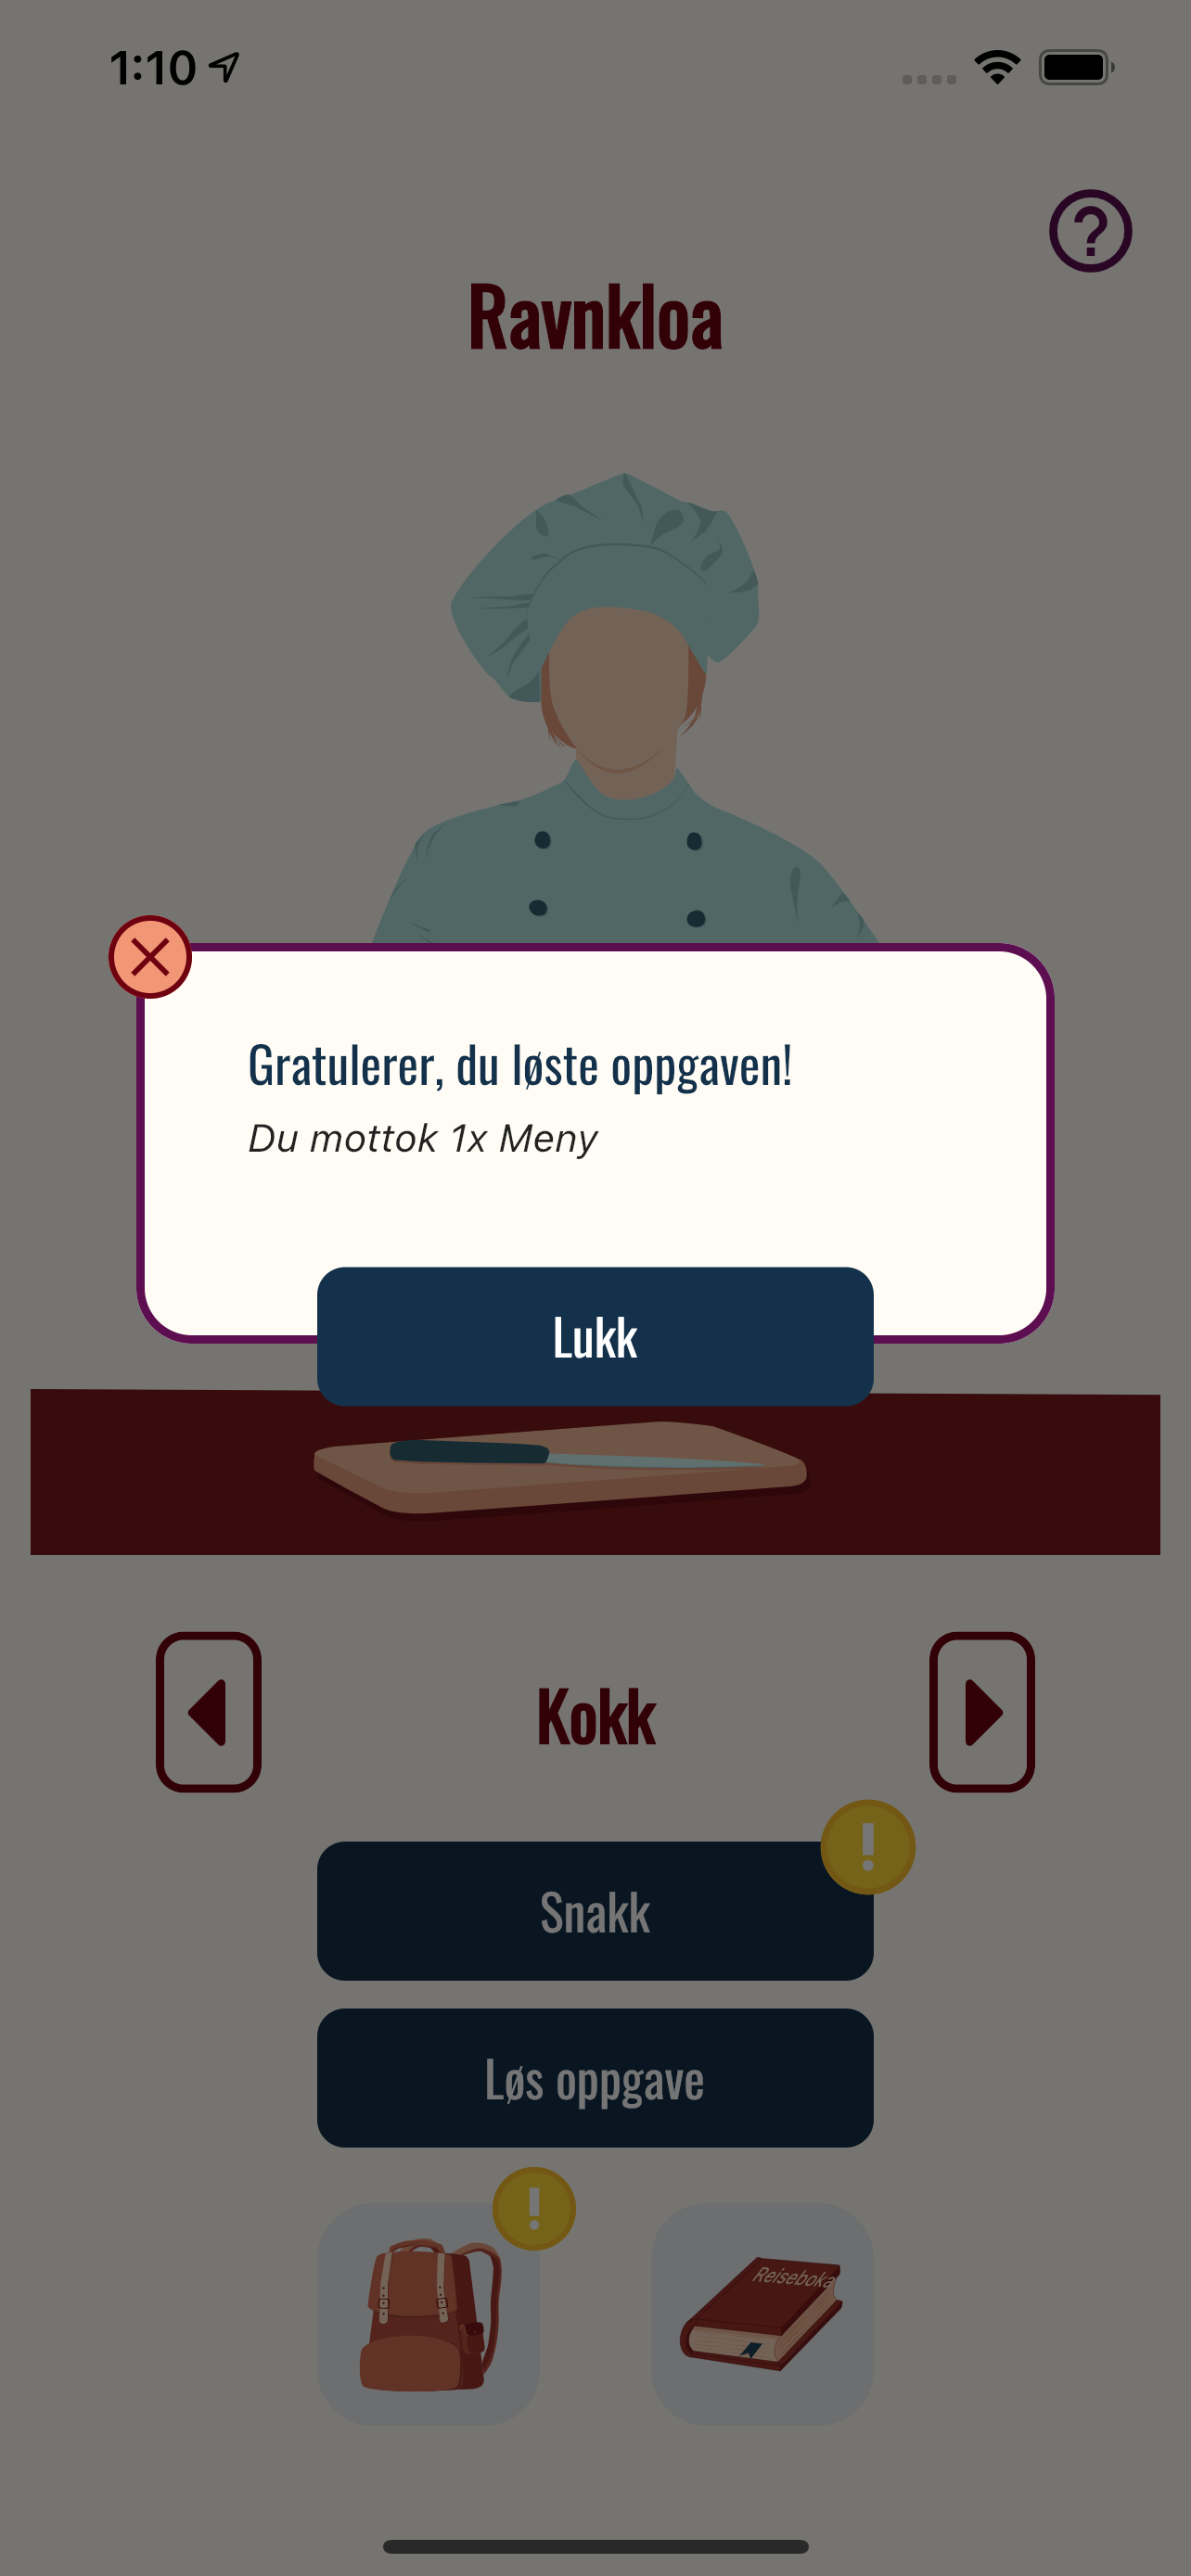 1:10
?
Ravnkloa
Gratulerer, du løste oppgaven!
Du mottok 1x Meny
Lukk
Kokk
!
Snakk
Løs oppgave
!
Reiseboka